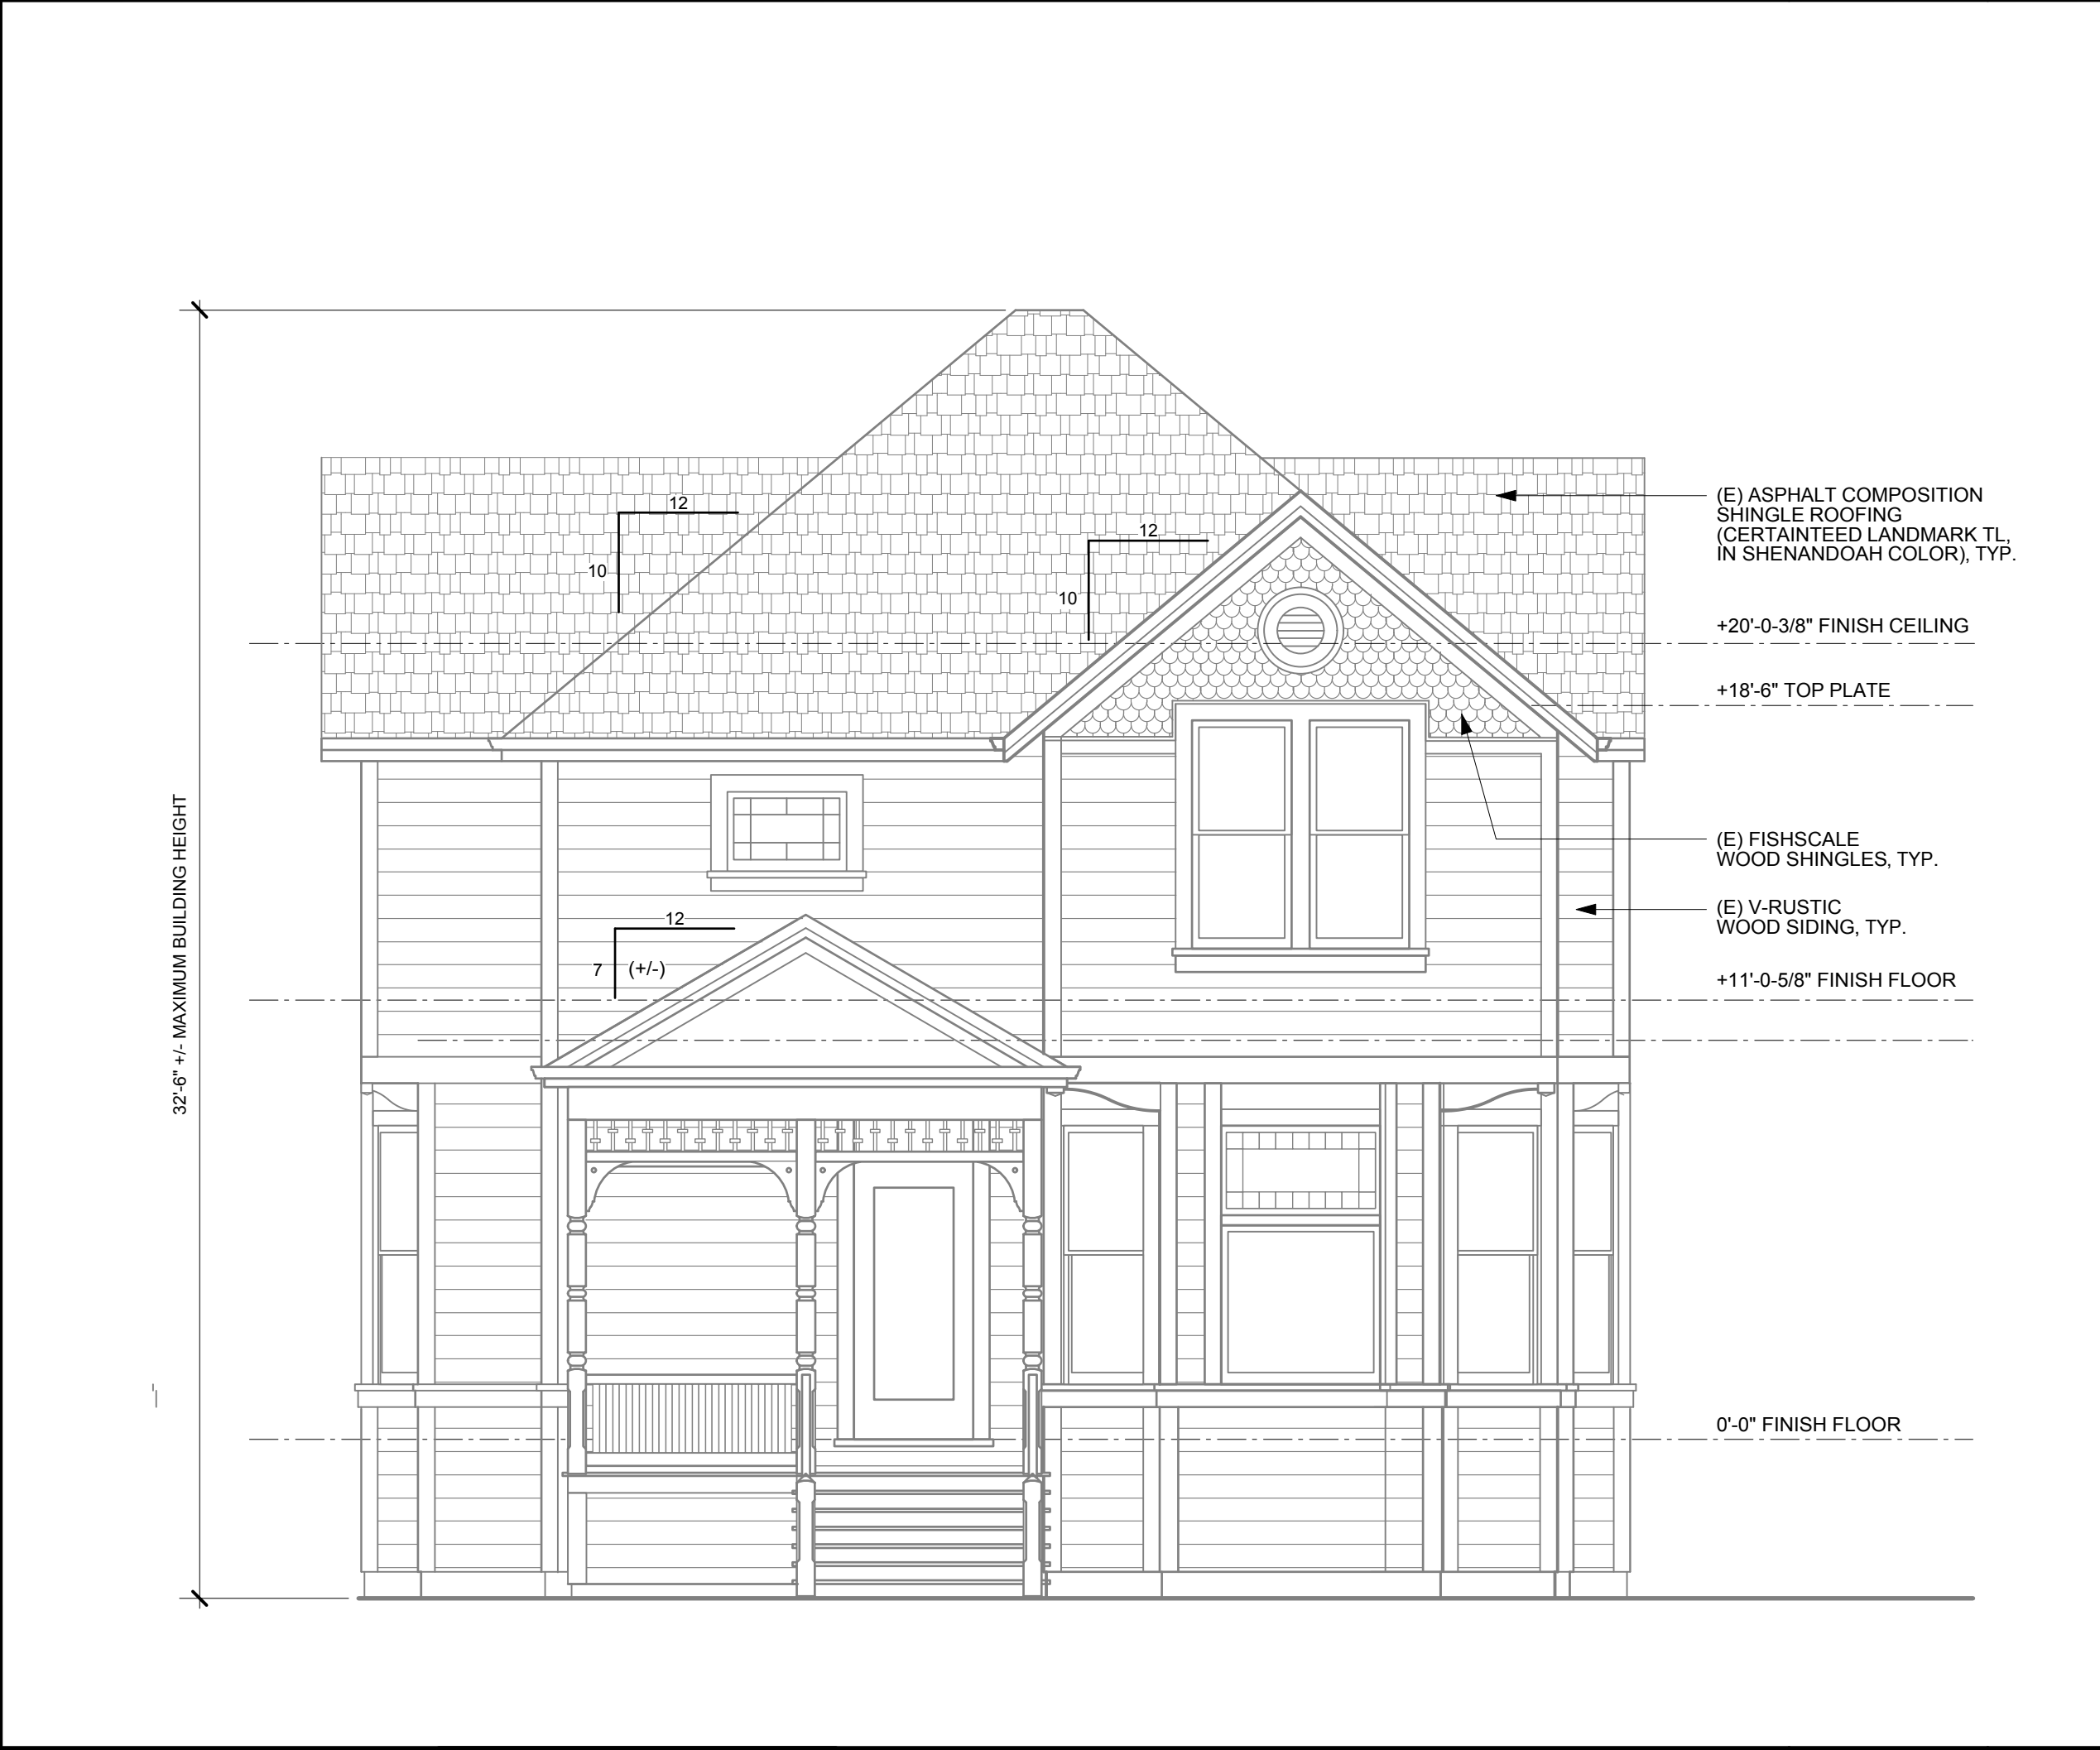 12
12
10
10
(E) ASPHALT COMPOSITION
SHINGLE ROOFING
(CERTAINTEED LANDMARK TL,
IN SHENANDOAH COLOR), TYP.
+20'-0-3/8" FINISH CEILING
+18'-6" TOP PLATE
32'-6" +/- MAXIMUM BUILDING HEIGHT
(E) FISHSCALE
WOOD SHINGLES, TYP.
(E) V-RUSTIC
WOOD SIDING, TYP.
12
7 (+/-)
+11'-0-5/8" FINISH FLOOR
0'-0" FINISH FLOOR